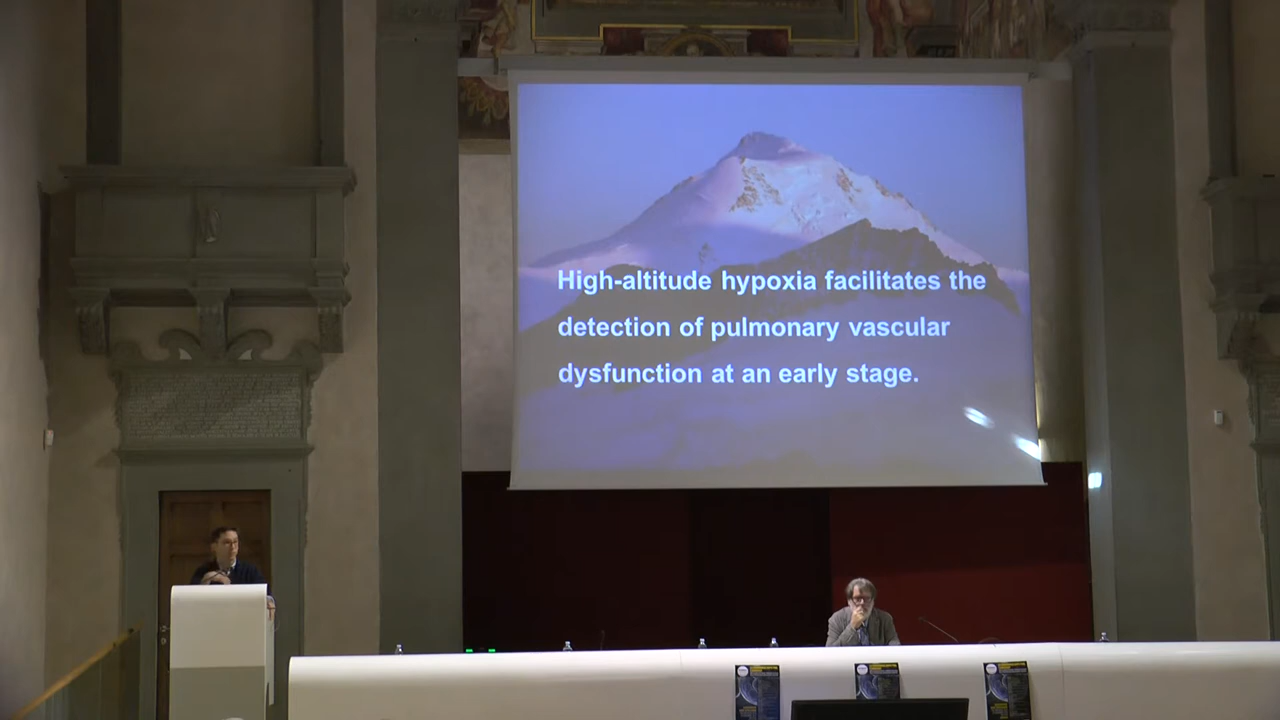 High-altitude hypoxia facilitates the
detection of pulmonary vascular
dysfunction at an early stage.